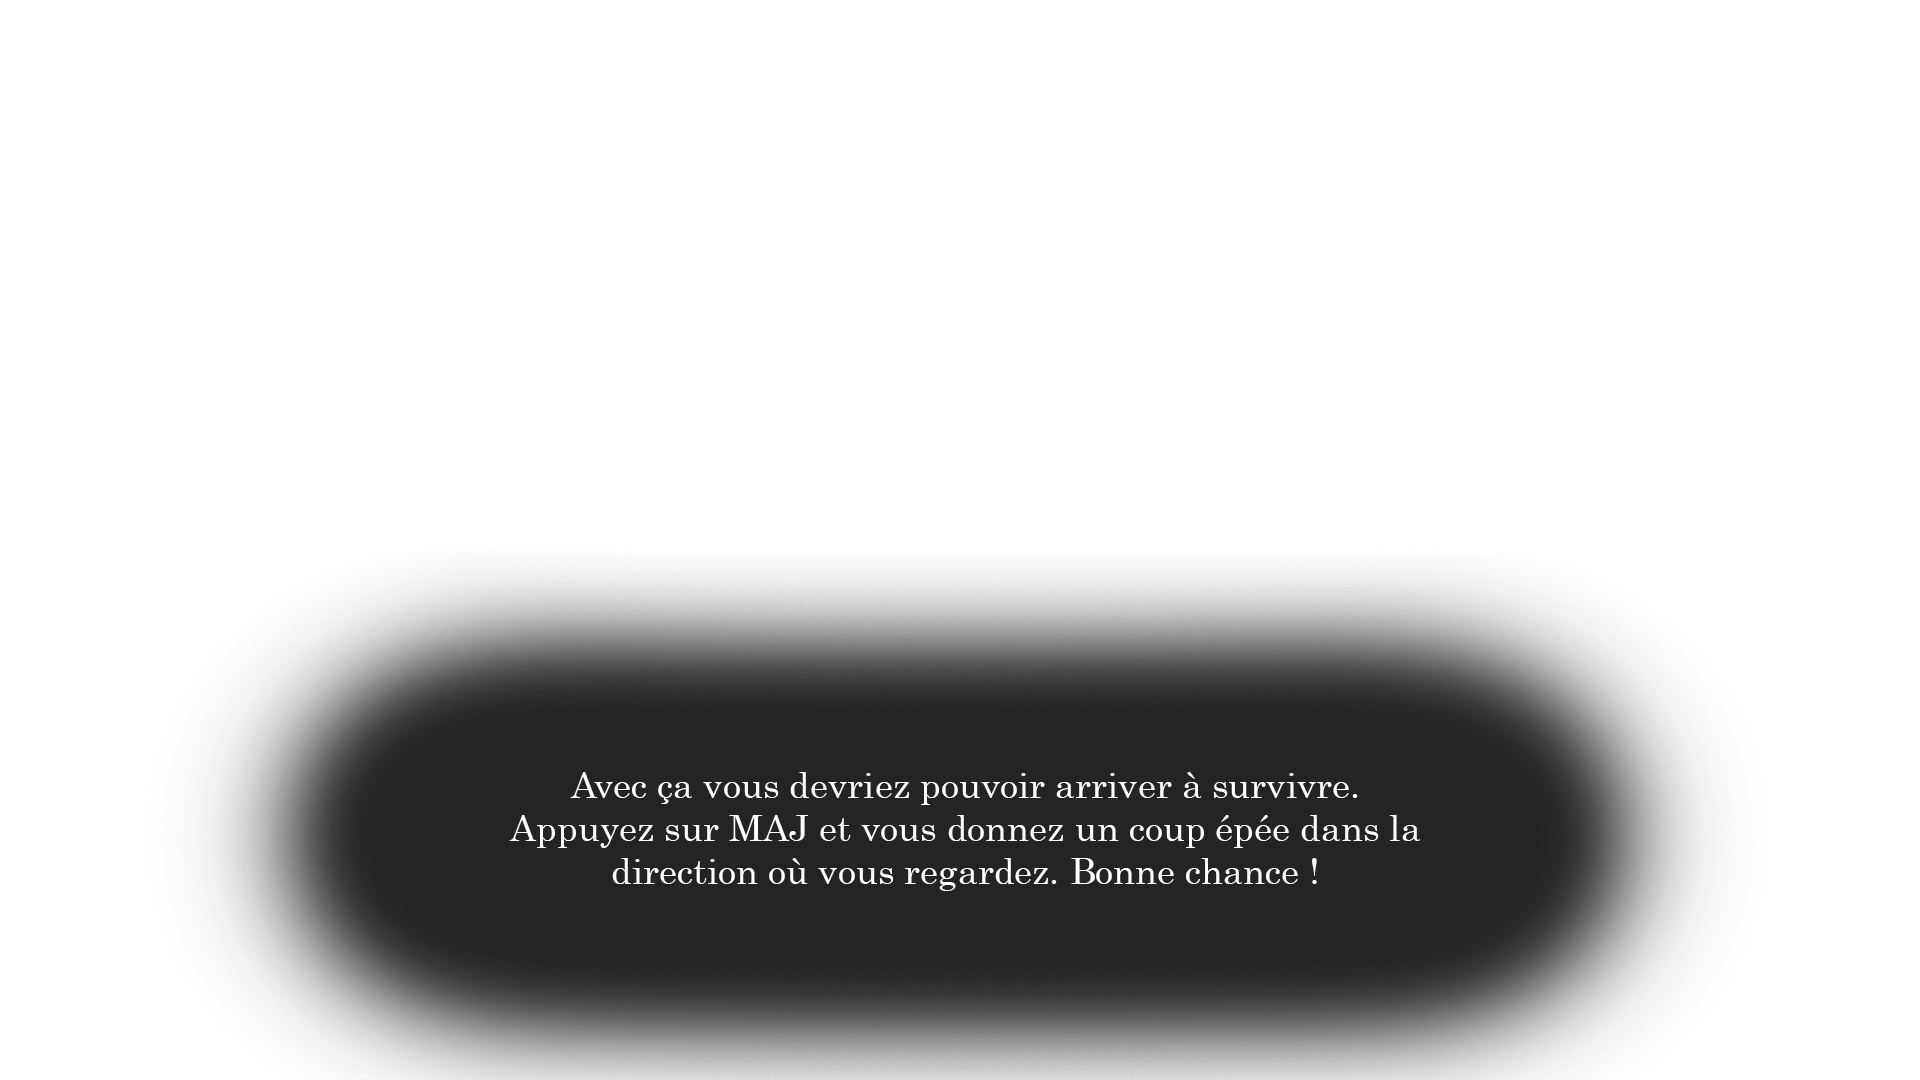 Avec ça vous devriez pouvoir arriver à survivre.
Appuyez sur MAJ et vous donnez un coup épée dans la
direction où vous regardez. Bonne chance !